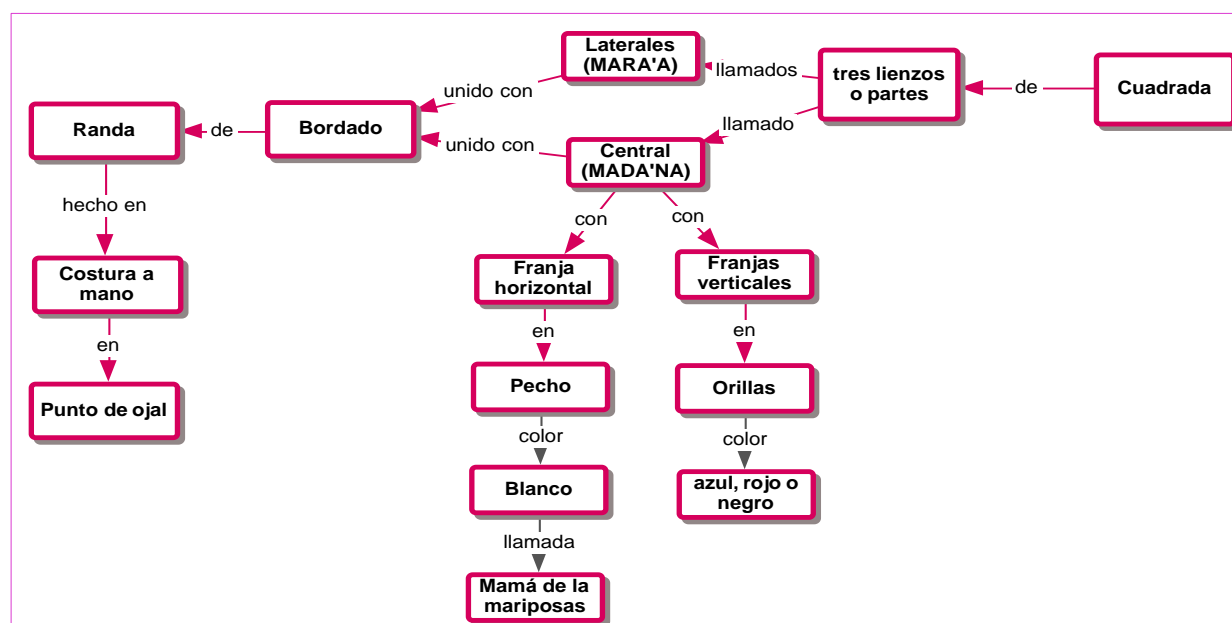 Laterales
(MARA'A)
llamados
tres lienzos
o partes
de
Cuadrada
unido con
Randa
de
Bordado
unido con
llamado
Central
(MADA'NA)
hecho en
con
con
Costura a
mano
Franja
horizontal
Franjas
verticales
en
en
en
Punto de ojal
Pecho
Orillas
color
color
Blanco
azul, rojo o
negro
llamada
Mamá de la
mariposas